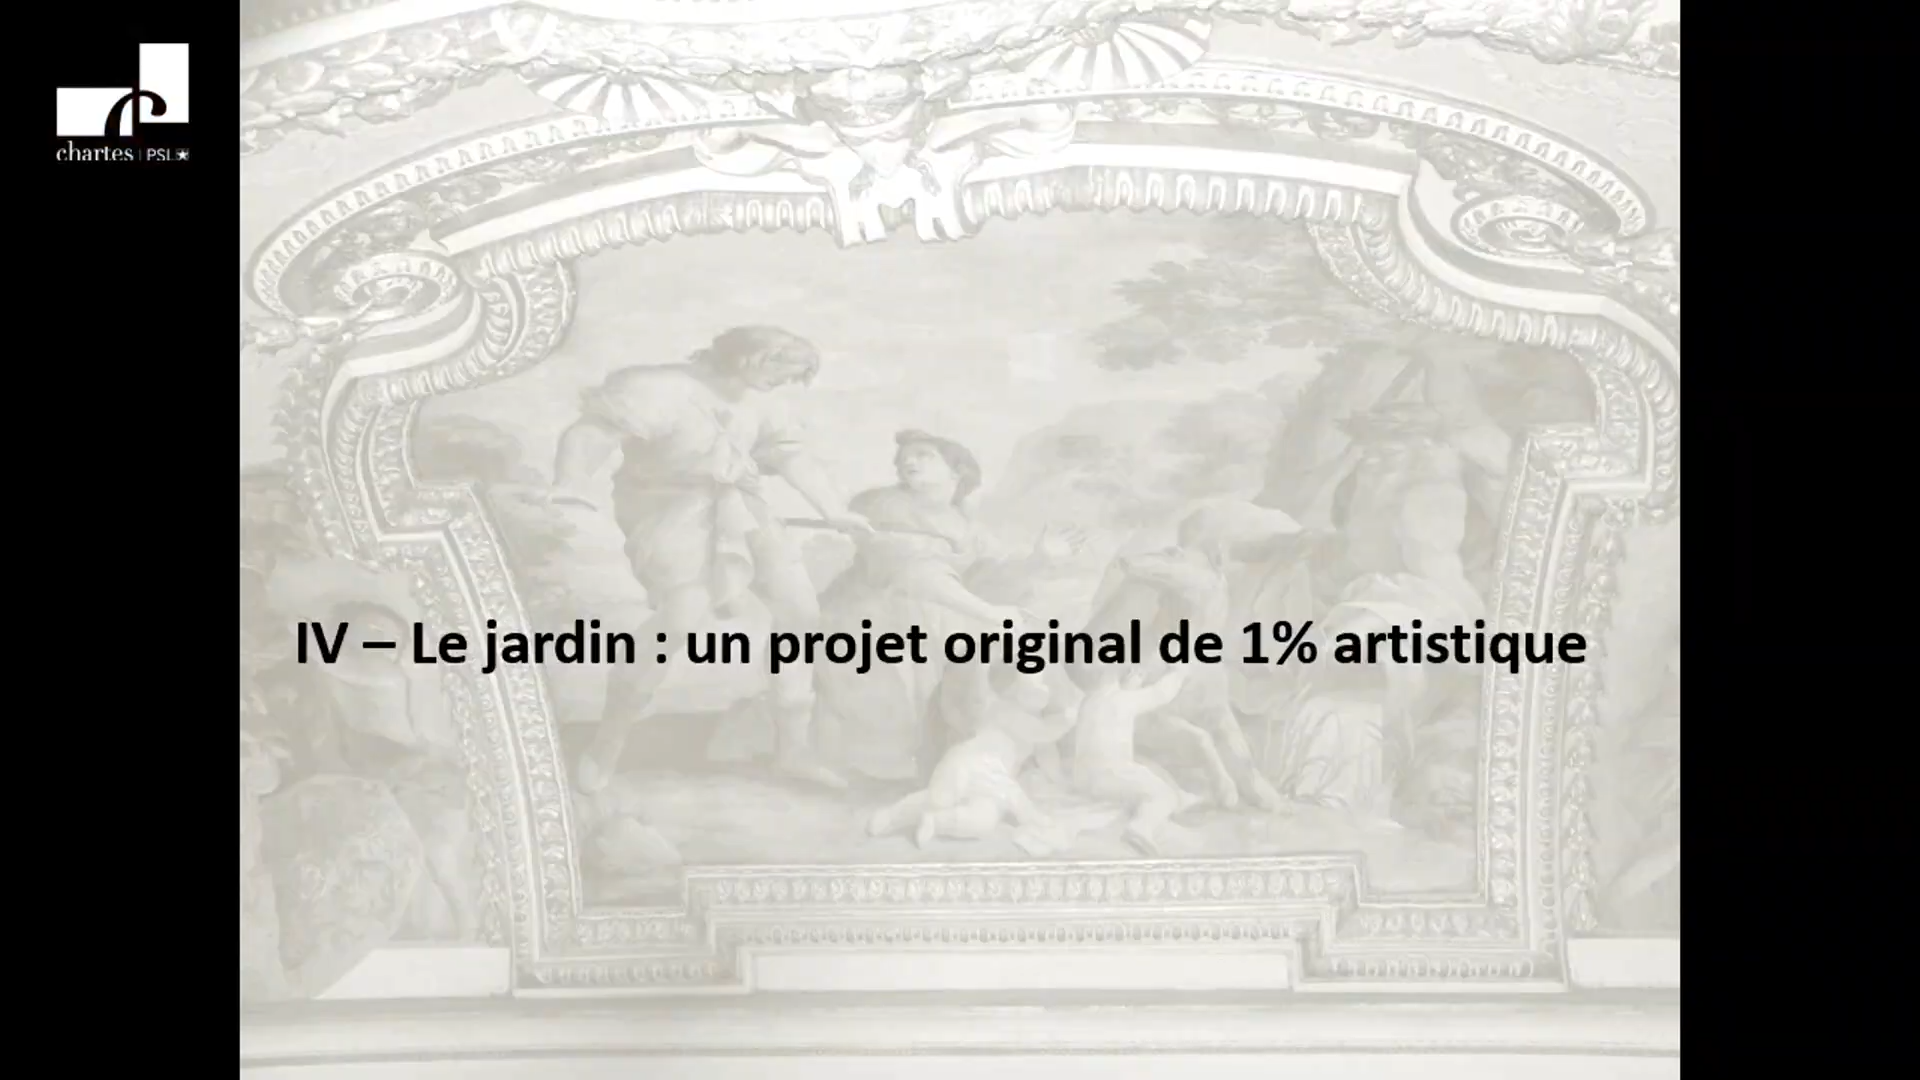 chartes | PSL★
IV – Le jardin : un projet original de 1% artistique